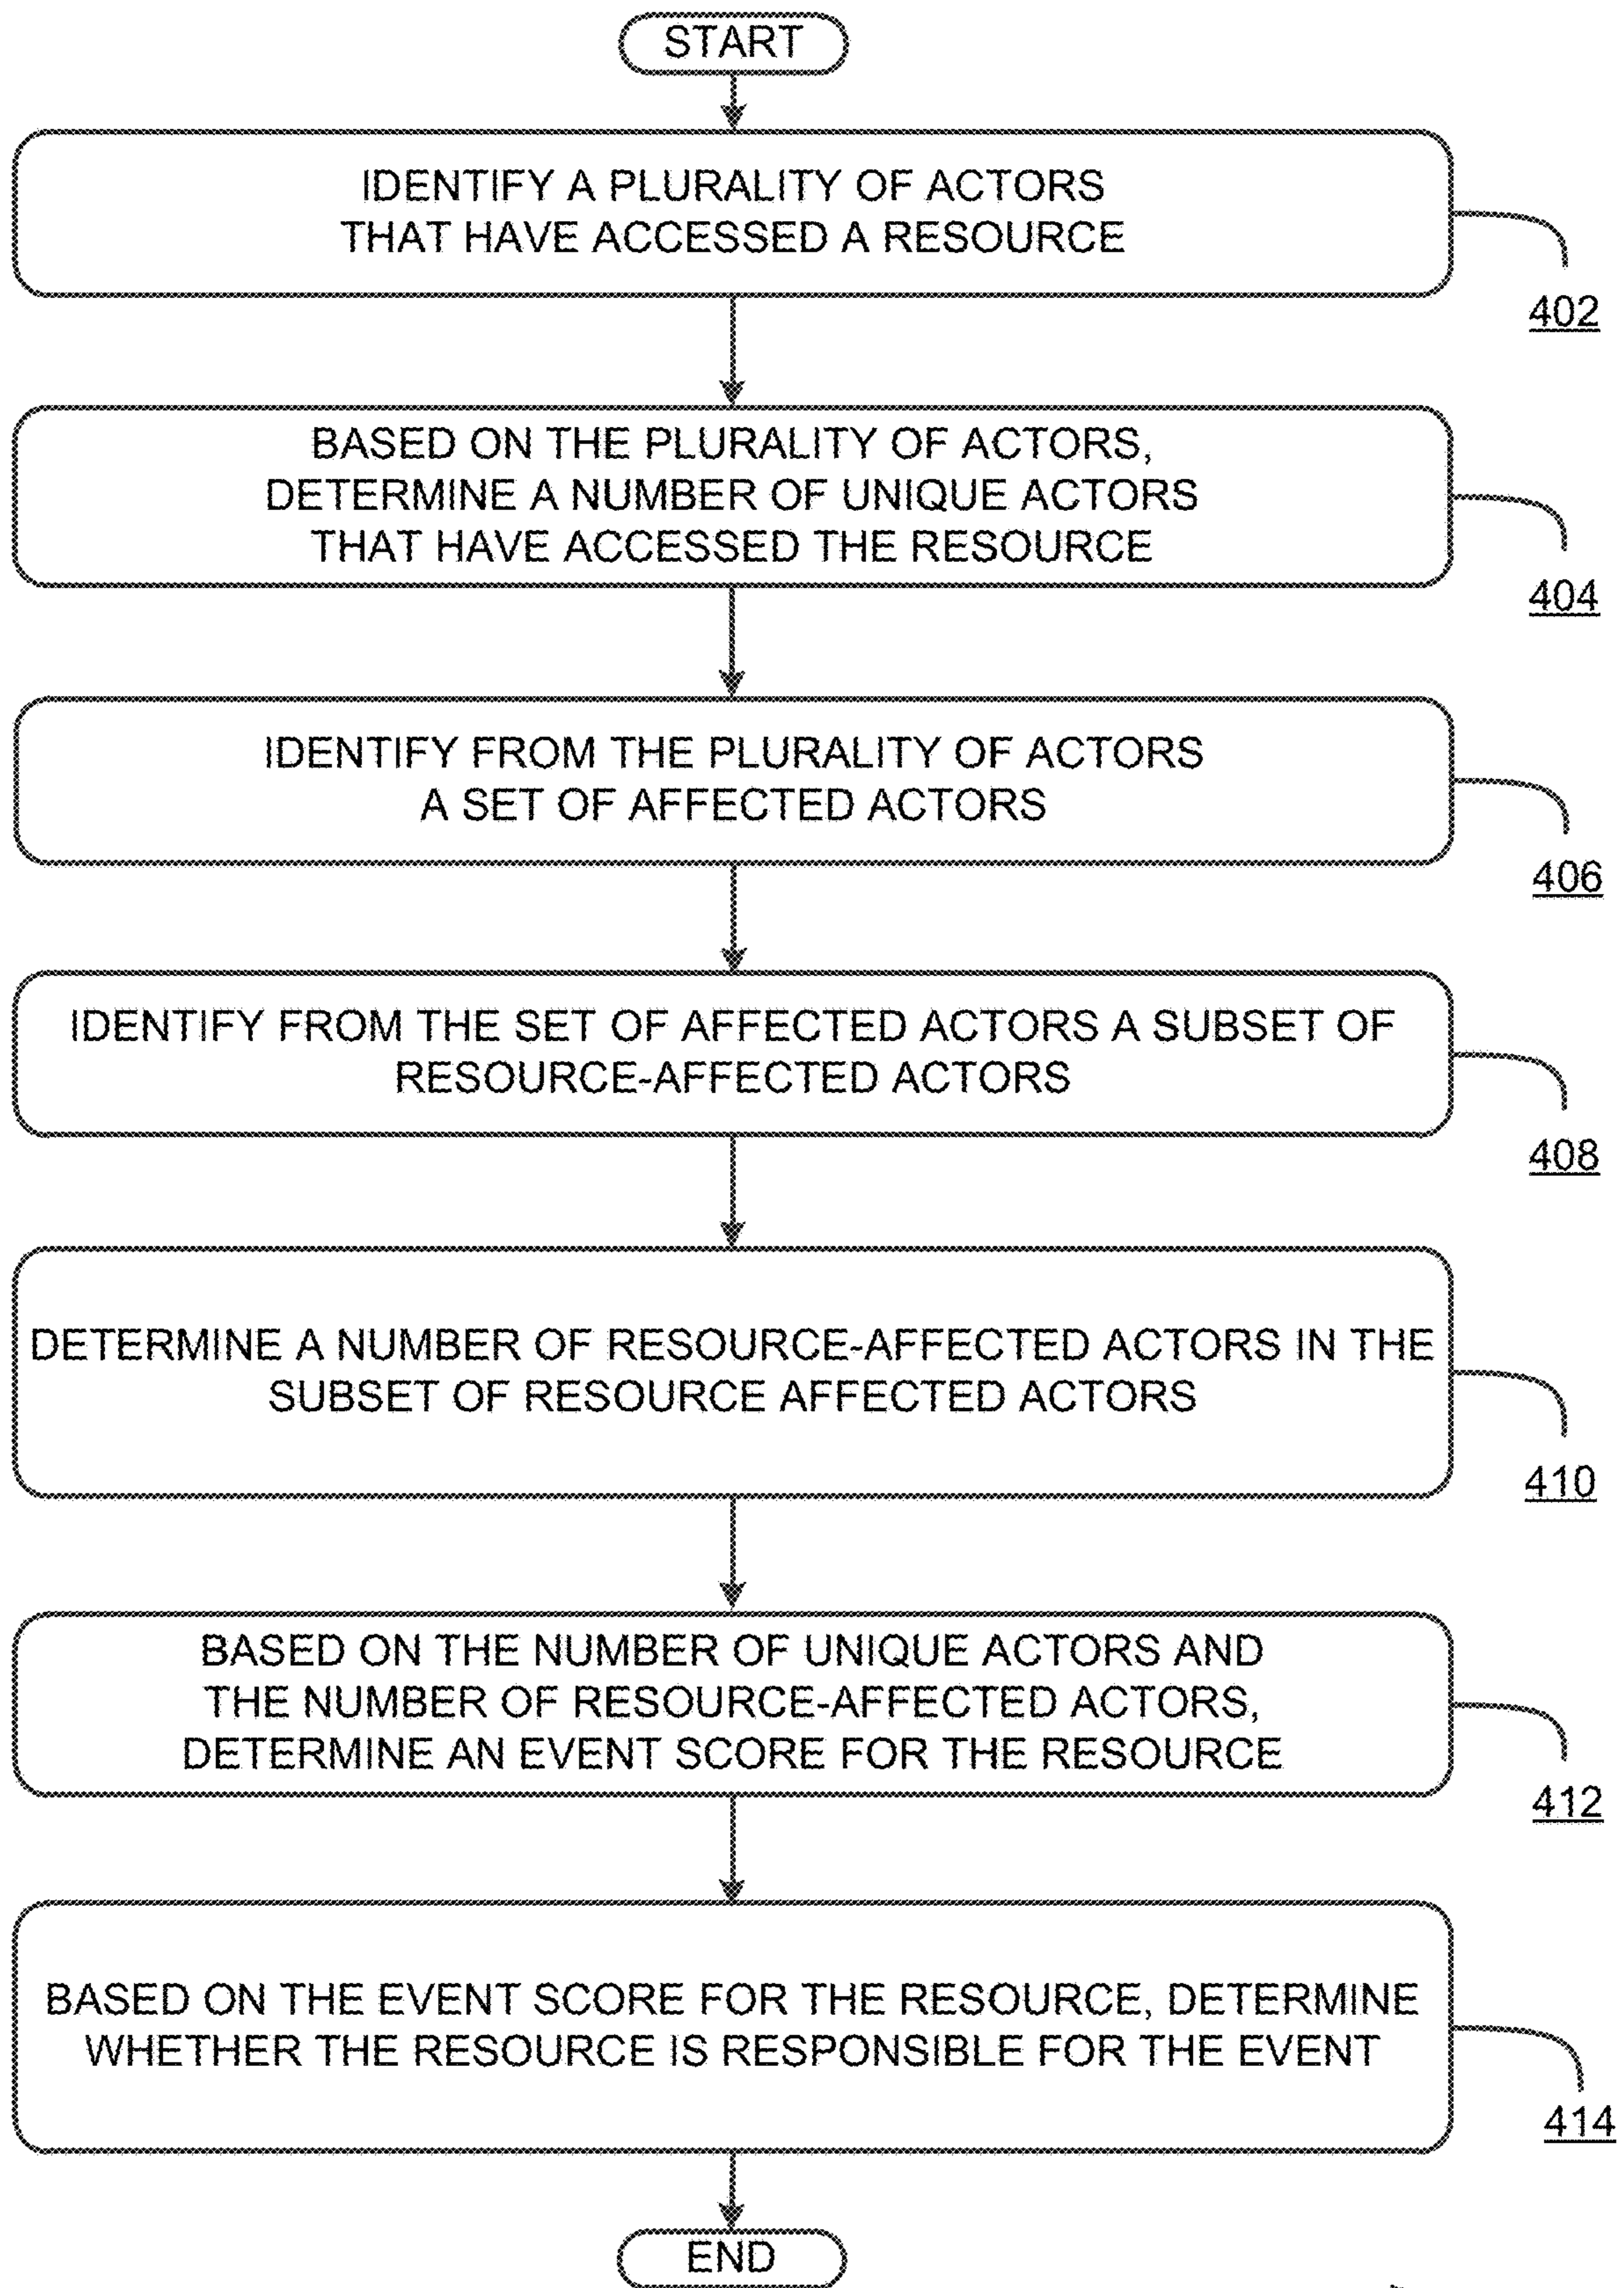 START
IDENTIFY A PLURALITY OF ACTORS
THAT HAVE ACCESSED A RESOURCE
402
BASED ON THE PLURALITY OF ACTORS,
DETERMINE A NUMBER OF UNIQUE ACTORS
THAT HAVE ACCESSED THE RESOURCE
404
IDENTIFY FROM THE PLURALITY OF ACTORS
A SET OF AFFECTED ACTORS
406
IDENTIFY FROM THE SET OF AFFECTED ACTORS A SUBSET OF
RESOURCE-AFFECTED ACTORS
408
DETERMINE A NUMBER OF RESOURCE-AFFECTED ACTORS IN THE
SUBSET OF RESOURCE AFFECTED ACTORS
410
BASED ON THE NUMBER OF UNIQUE ACTORS AND
THE NUMBER OF RESOURCE-AFFECTED ACTORS,
DETERMINE AN EVENT SCORE FOR THE RESOURCE
412
BASED ON THE EVENT SCORE FOR THE RESOURCE, DETERMINE
WHETHER THE RESOURCE IS RESPONSIBLE FOR THE EVENT
414
END